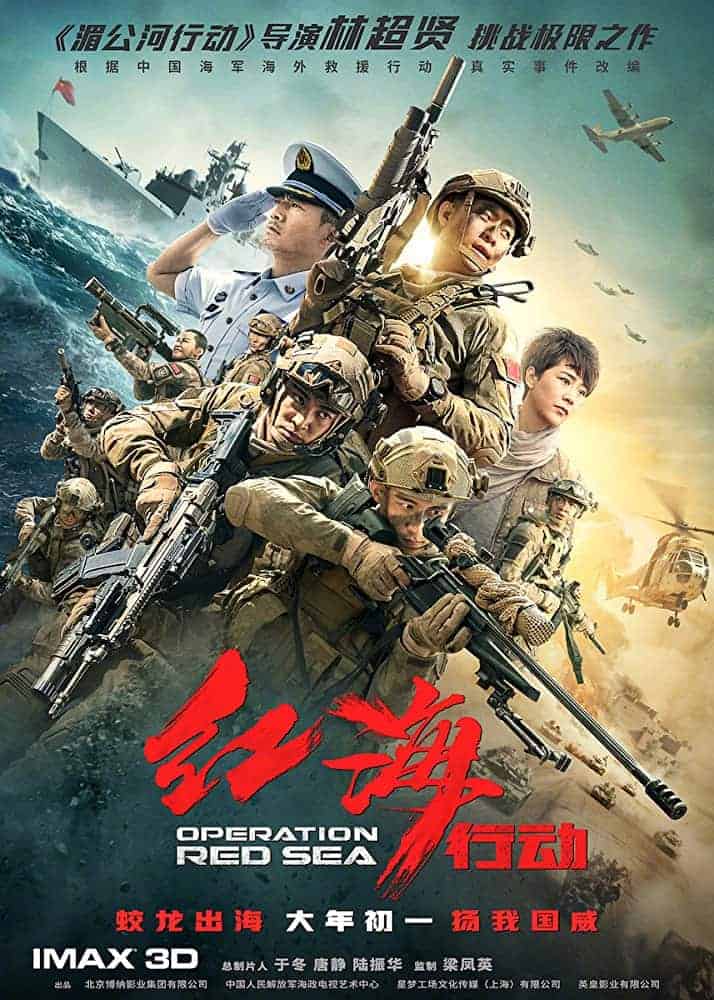 《湄公河行动》导演林超贤 挑战极限之作
根据中国海军海外救援行动 真实事件改编
红海
OPERATION
RED SEA
行动
蛟龙出海 大年初一 扬我国威
IMAX 3D
总制片人 于冬 唐静 陆振华 监制 梁凤英
出品 北京博纳影业集团有限公司 中国人民解放军海政电视艺术中心 星梦工场文化传媒（上海）有限公司 英皇影业有限公司